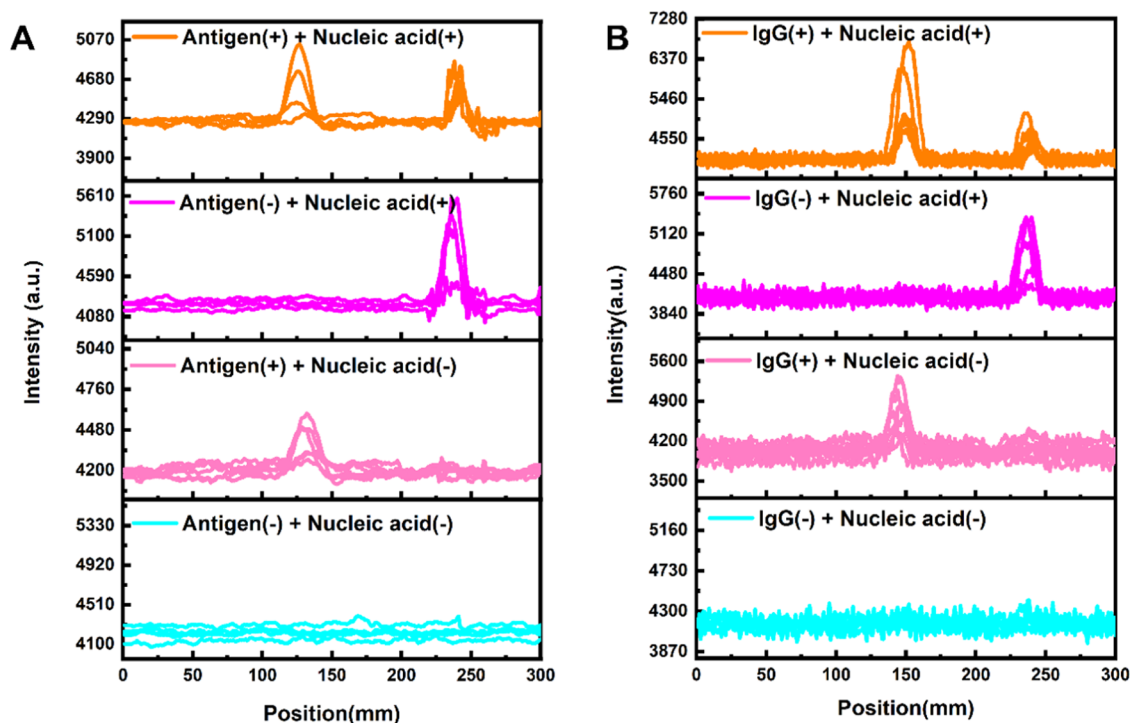 A
Intensity (a.u.)
Antigen(+) + Nucleic acid(+)
5070
4680
4290
3900
Antigen(-) + Nucleic acid(+)
5610
5100
4590
4080
Antigen(+) + Nucleic acid(-)
5040
4760
4480
4200
Antigen(-) + Nucleic acid(-)
5330
4920
4510
4100
0 50 100 150 200 250 300
Position(mm)
B
Intensity(a.u.)
IgG(+) + Nucleic acid(+)
7280
6370
5460
4550
IgG(-) + Nucleic acid(+)
5760
5120
4480
3840
IgG(+) + Nucleic acid(-)
5600
4900
4200
3500
IgG(-) + Nucleic acid(-)
5160
4730
4300
3870
0 50 100 150 200 250 300
Position(mm)